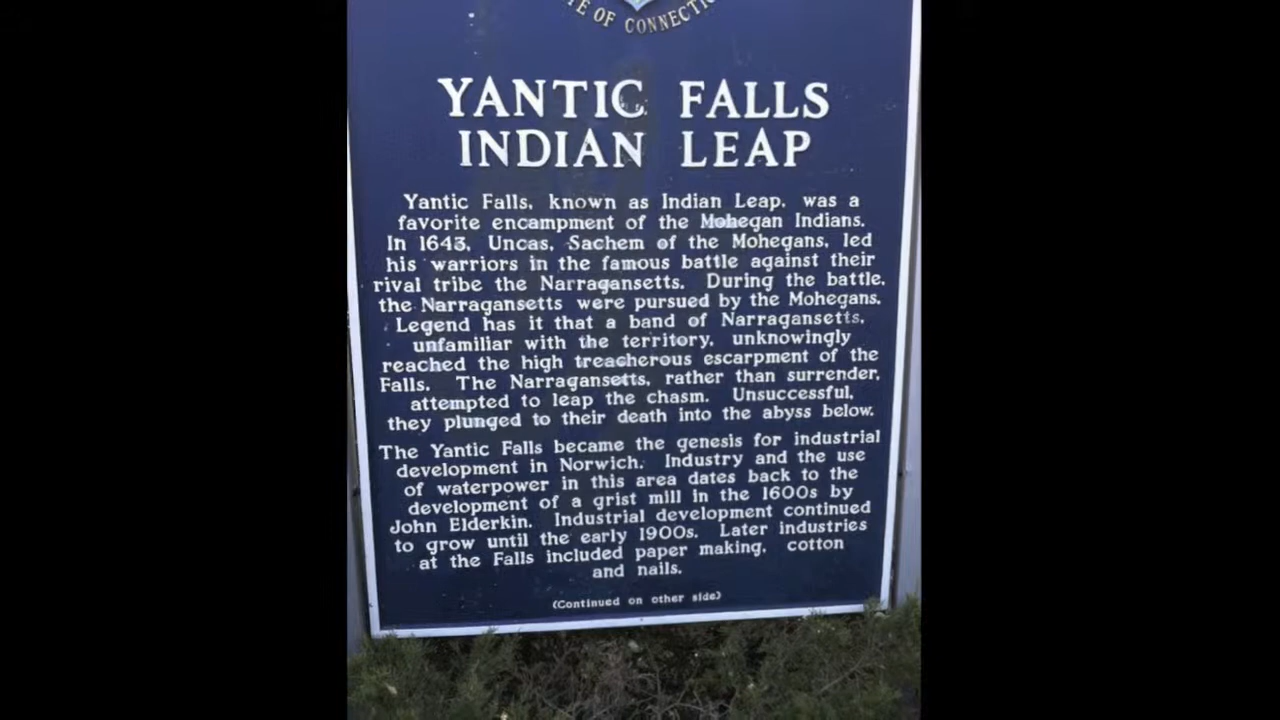 OF CONNECTIC
YANTIC FALLS
INDIAN LEAP
Yantic Falls, known as Indian Leap, was a
favorite encampment of the Mohegan Indians.
In 1643, Uncas, Sachem of the Mohegans, led
his warriors in the famous battle against their
rival tribe the Narragansetts. During the battle,
the Narragansetts were pursued by the Mohegans.
Legend has it that a band of Narragansetts,
unfamiliar with the territory, unknowingly
reached the high treacherous escarpment of the
Falls. The Narragansetts, rather than surrender,
attempted to leap the chasm. Unsuccessful,
they plunged to their death into the abyss below.
The Yantic Falls became the genesis for industrial
development in Norwich. Industry and the use
of waterpower in this area dates back to the
development of a grist mill in the 1600s by
John Elderkin. Industrial development continued
to grow until the early 1900s. Later industries
at the Falls included paper making, cotton
and nails.
(Continued on other side)